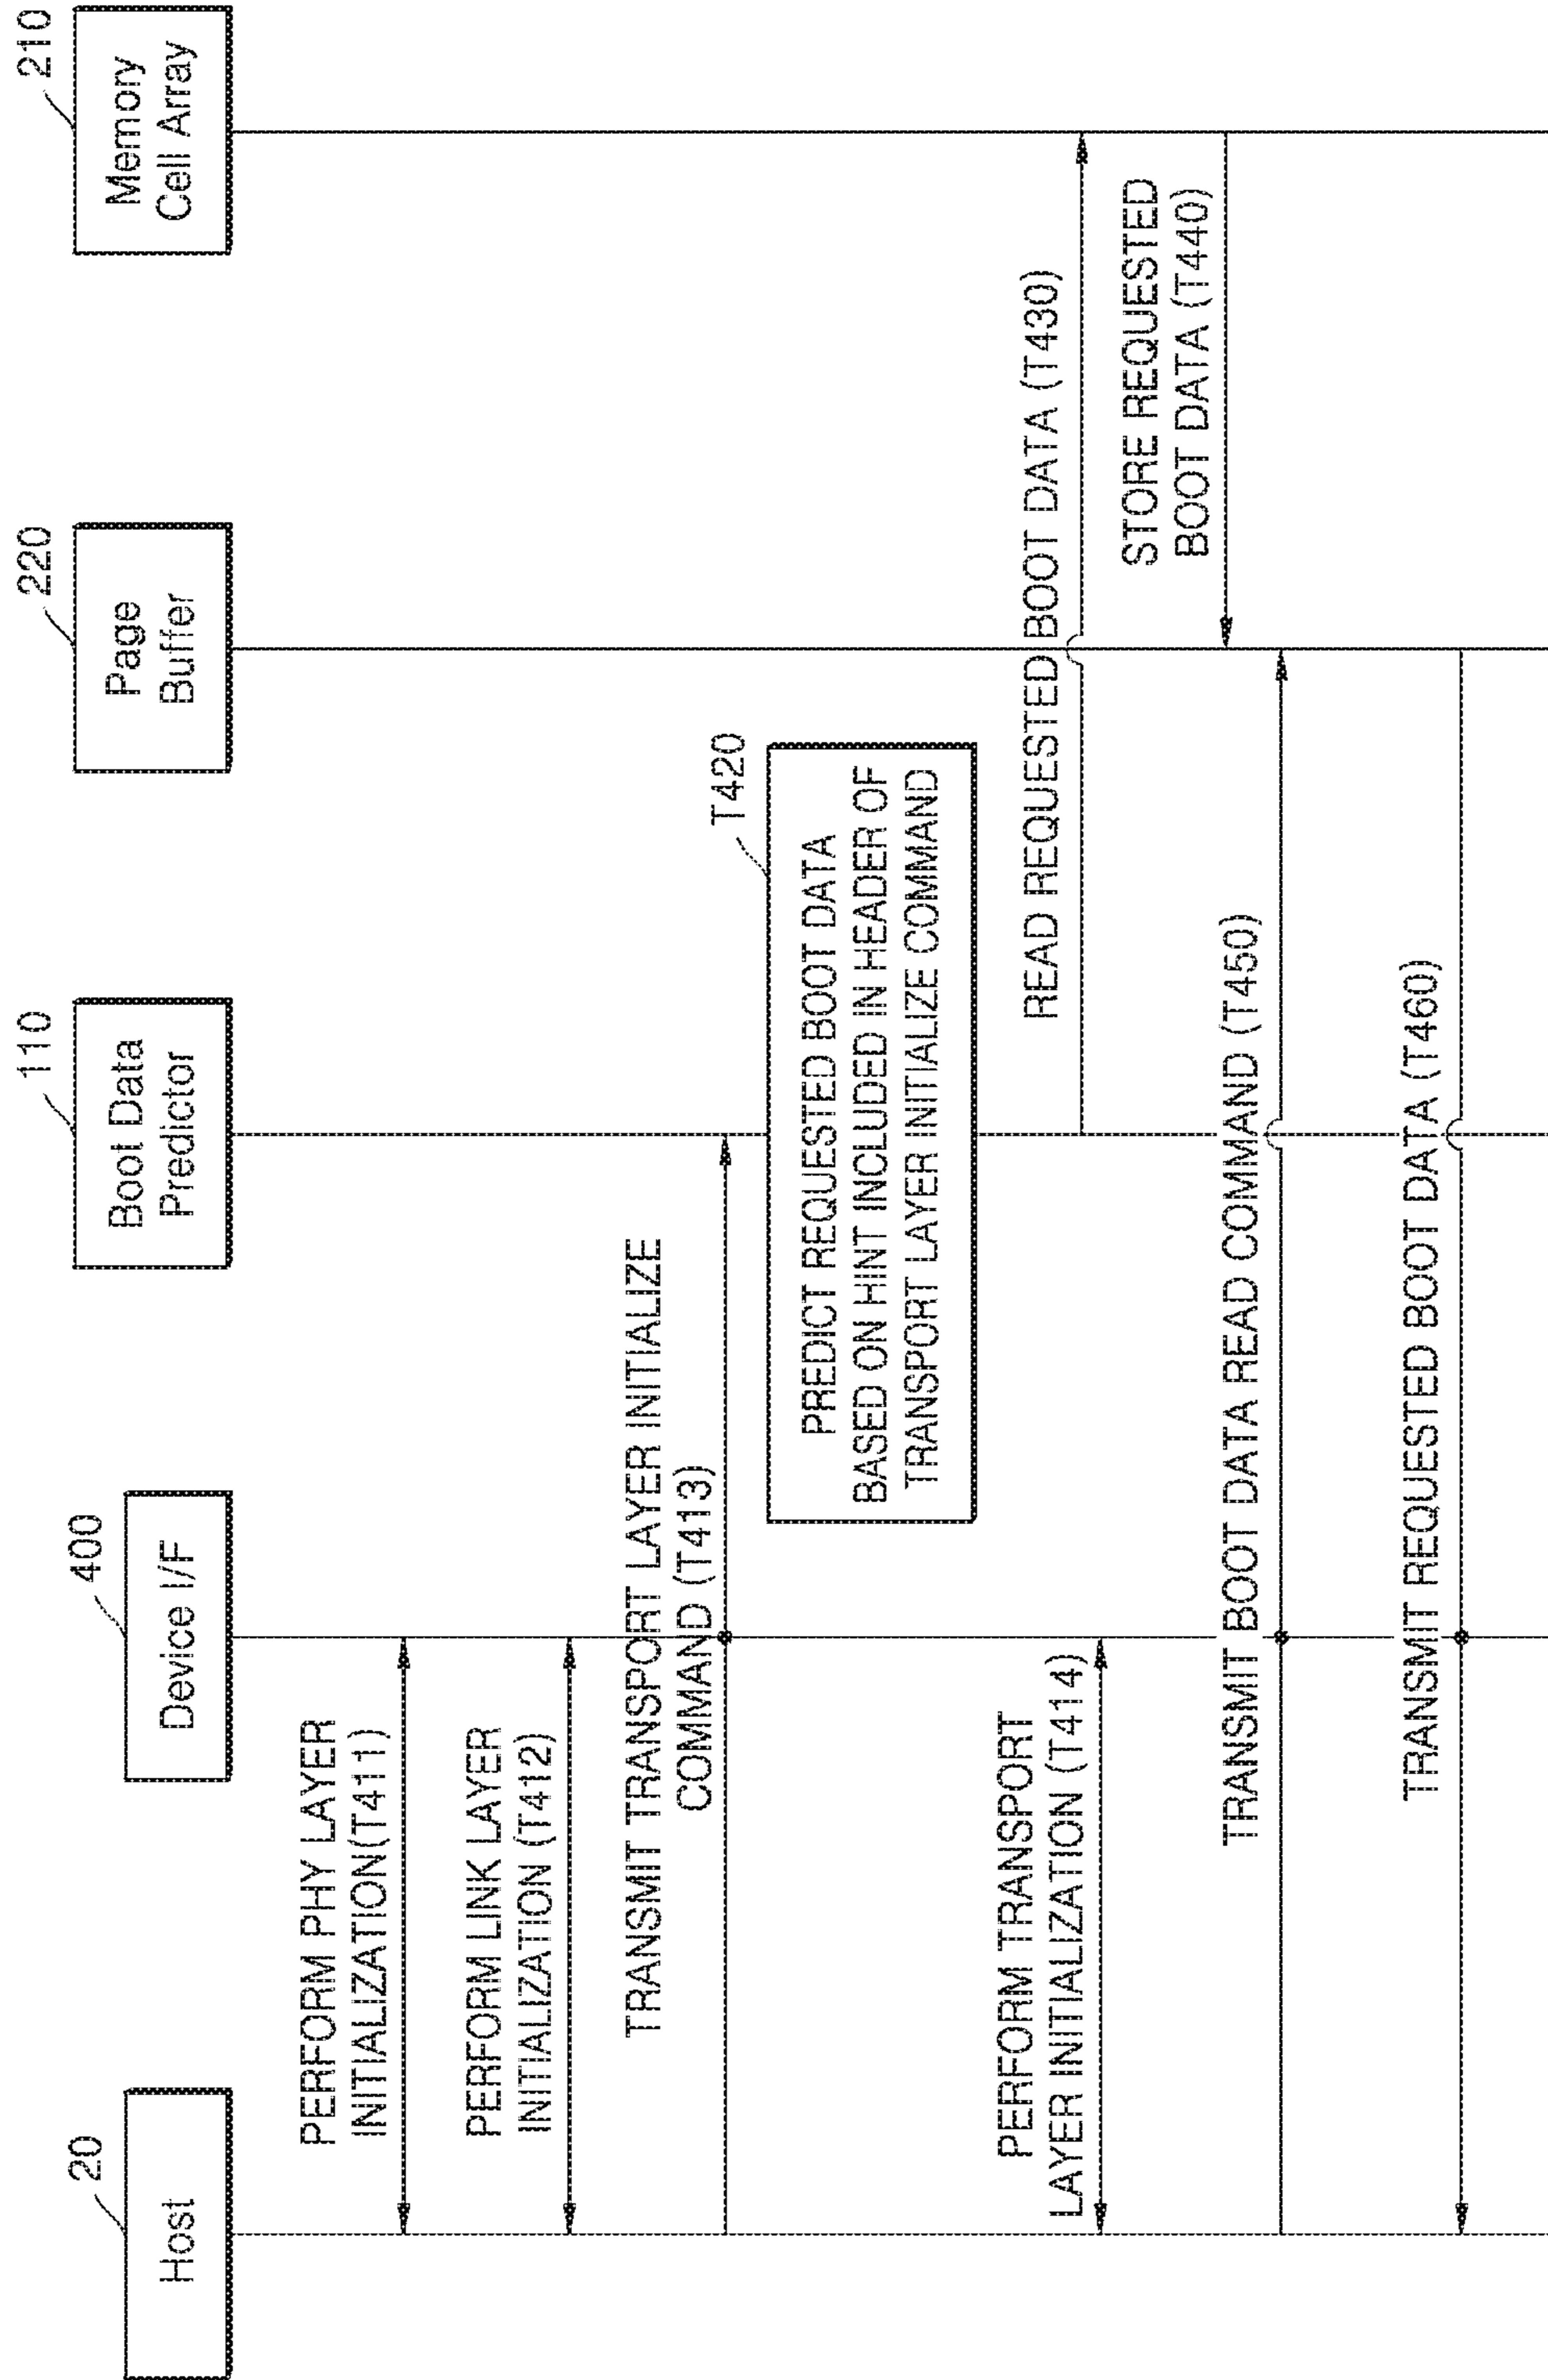 20
Host
400
Device I/F
110
Boot Data
Predictor
220
Page
Buffer
210
Memory
Cell Array
PERFORM PHY LAYER
INITIALIZATION(T411)
PERFORM LINK LAYER
INITIALIZATION (T412)
TRANSMIT TRANSPORT LAYER INITIALIZE
COMMAND (T413)
T420
PREDICT REQUESTED BOOT DATA
BASED ON HINT INCLUDED IN HEADER OF
TRANSPORT LAYER INITIALIZE COMMAND
PERFORM TRANSPORT
LAYER INITIALIZATION (T414)
READ REQUESTED BOOT DATA (T430)
STORE REQUESTED
BOOT DATA (T440)
TRANSMIT BOOT DATA READ COMMAND (T450)
TRANSMIT REQUESTED BOOT DATA (T460)